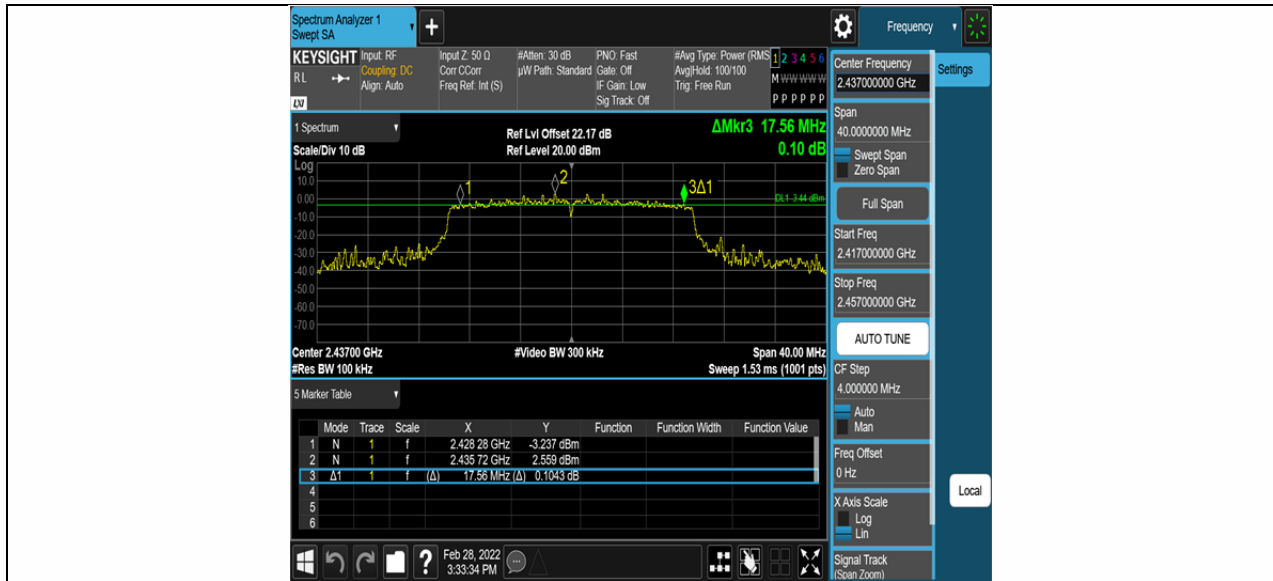 Spectrum Analyzer 1
Swept SA
+
Frequency
KEYSIGHT
RL
LXI
Input: RF
Coupling: DC
Align: Auto
Input Z: 50 Ω
Corr CCorr
Freq Ref: Int (S)
#Atten: 30 dB
µW Path: Standard
PNO: Fast
Gate: Off
IF Gain: Low
Sig Track: Off
#Avg Type: Power (RMS
Avg|Hold: 100/100
Trig: Free Run
1 2 3 4 5 6
M W W W W W
P P P P P P
1 Spectrum
Scale/Div 10 dB
Ref Lvl Offset 22.17 dB
Ref Level 20.00 dBm
ΔMkr3 17.56 MHz
0.10 dB
Log
10.0
0.00
-10.0
-20.0
-30.0
-40.0
-50.0
-60.0
-70.0
1
2
3Δ1
DL1 -3.44 dBm
Center 2.43700 GHz
#Res BW 100 kHz
#Video BW 300 kHz
Span 40.00 MHz
Sweep 1.53 ms (1001 pts)
5 Marker Table
Mode Trace Scale X Y Function Function Width Function Value
1 N 1 f 2.428 28 GHz -3.237 dBm
2 N 1 f 2.435 72 GHz 2.559 dBm
3 Δ1 1 f (Δ) 17.56 MHz (Δ) 0.1043 dB
4
5
6
?
Feb 28, 2022
3:33:34 PM
Center Frequency
2.437000000 GHz
Settings
Span
40.0000000 MHz
Swept Span
Zero Span
Full Span
Start Freq
2.417000000 GHz
Stop Freq
2.457000000 GHz
AUTO TUNE
CF Step
4.000000 MHz
Auto
Man
Freq Offset
0 Hz
X Axis Scale
Log
Lin
Local
Signal Track
(Span Zoom)